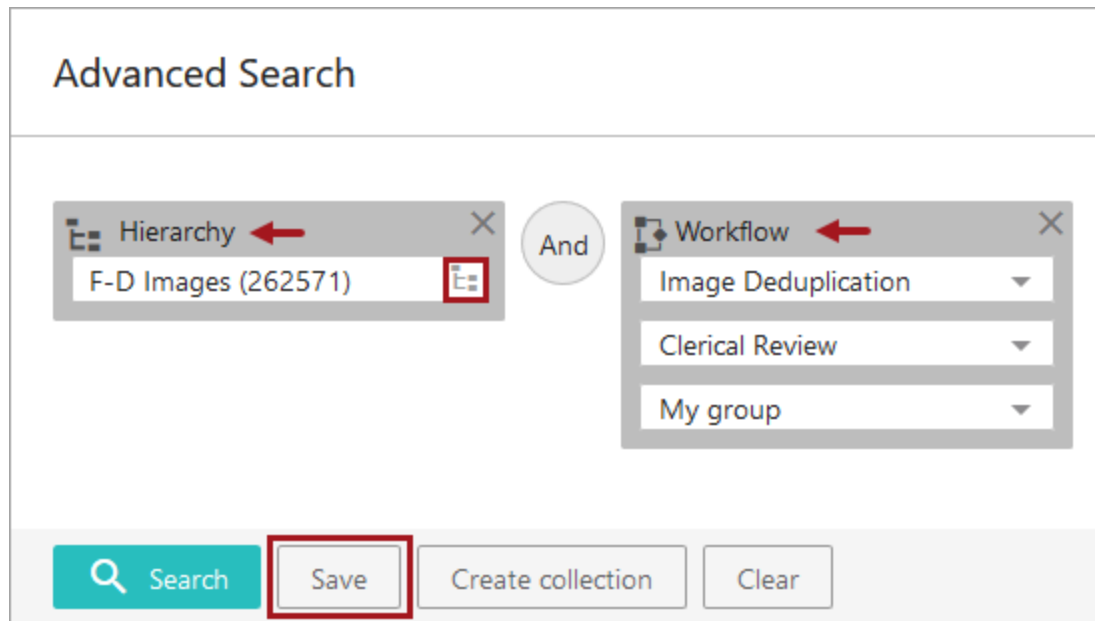 Advanced Search
Hierarchy
F-D Images (262571)
And
Workflow
Image Deduplication
Clerical Review
My group
Search
Save
Create collection
Clear